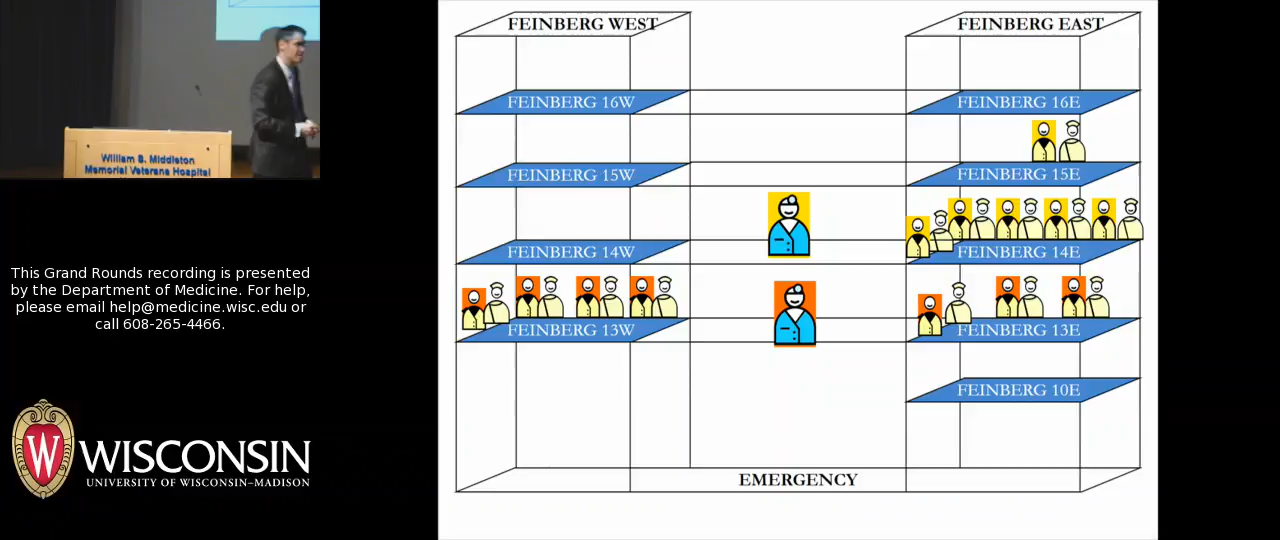 William S. Middleton
Memorial Veterans Hospital
This Grand Rounds recording is presented
by the Department of Medicine. For help,
please email help@medicine.wisc.edu or
call 608-265-4466.
W
WISCONSIN
UNIVERSITY OF WISCONSIN–MADISON
FEINBERG WEST
FEINBERG EAST
FEINBERG 16W
FEINBERG 16E
FEINBERG 15W
FEINBERG 15E
FEINBERG 14W
FEINBERG 14E
FEINBERG 13W
FEINBERG 13E
FEINBERG 10E
EMERGENCY